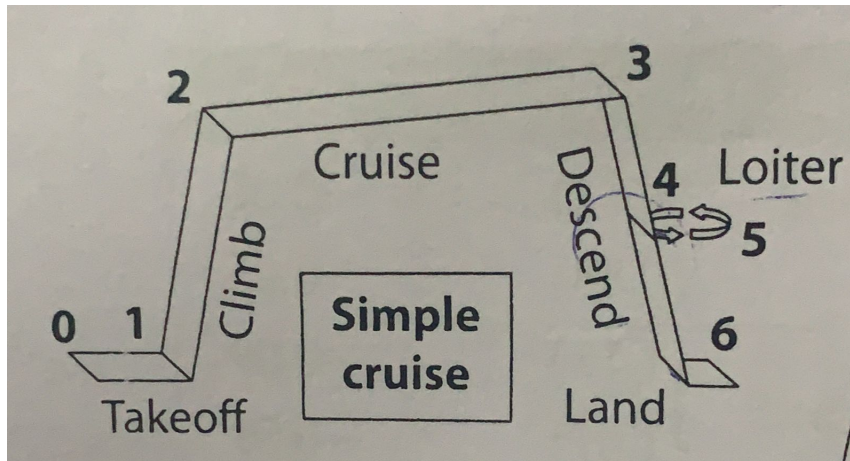 2
3
Cruise
Descend
4
Loiter
5
Climb
0
1
Simple
cruise
6
Takeoff
Land